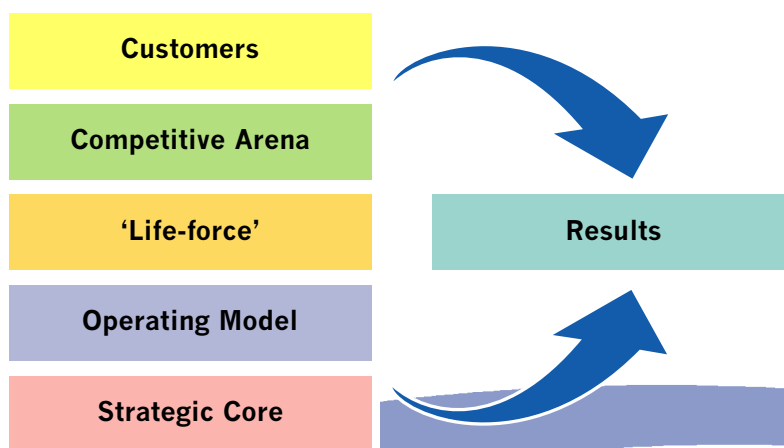 Customers
Competitive Arena
‘Life-force’
Results
Operating Model
Strategic Core